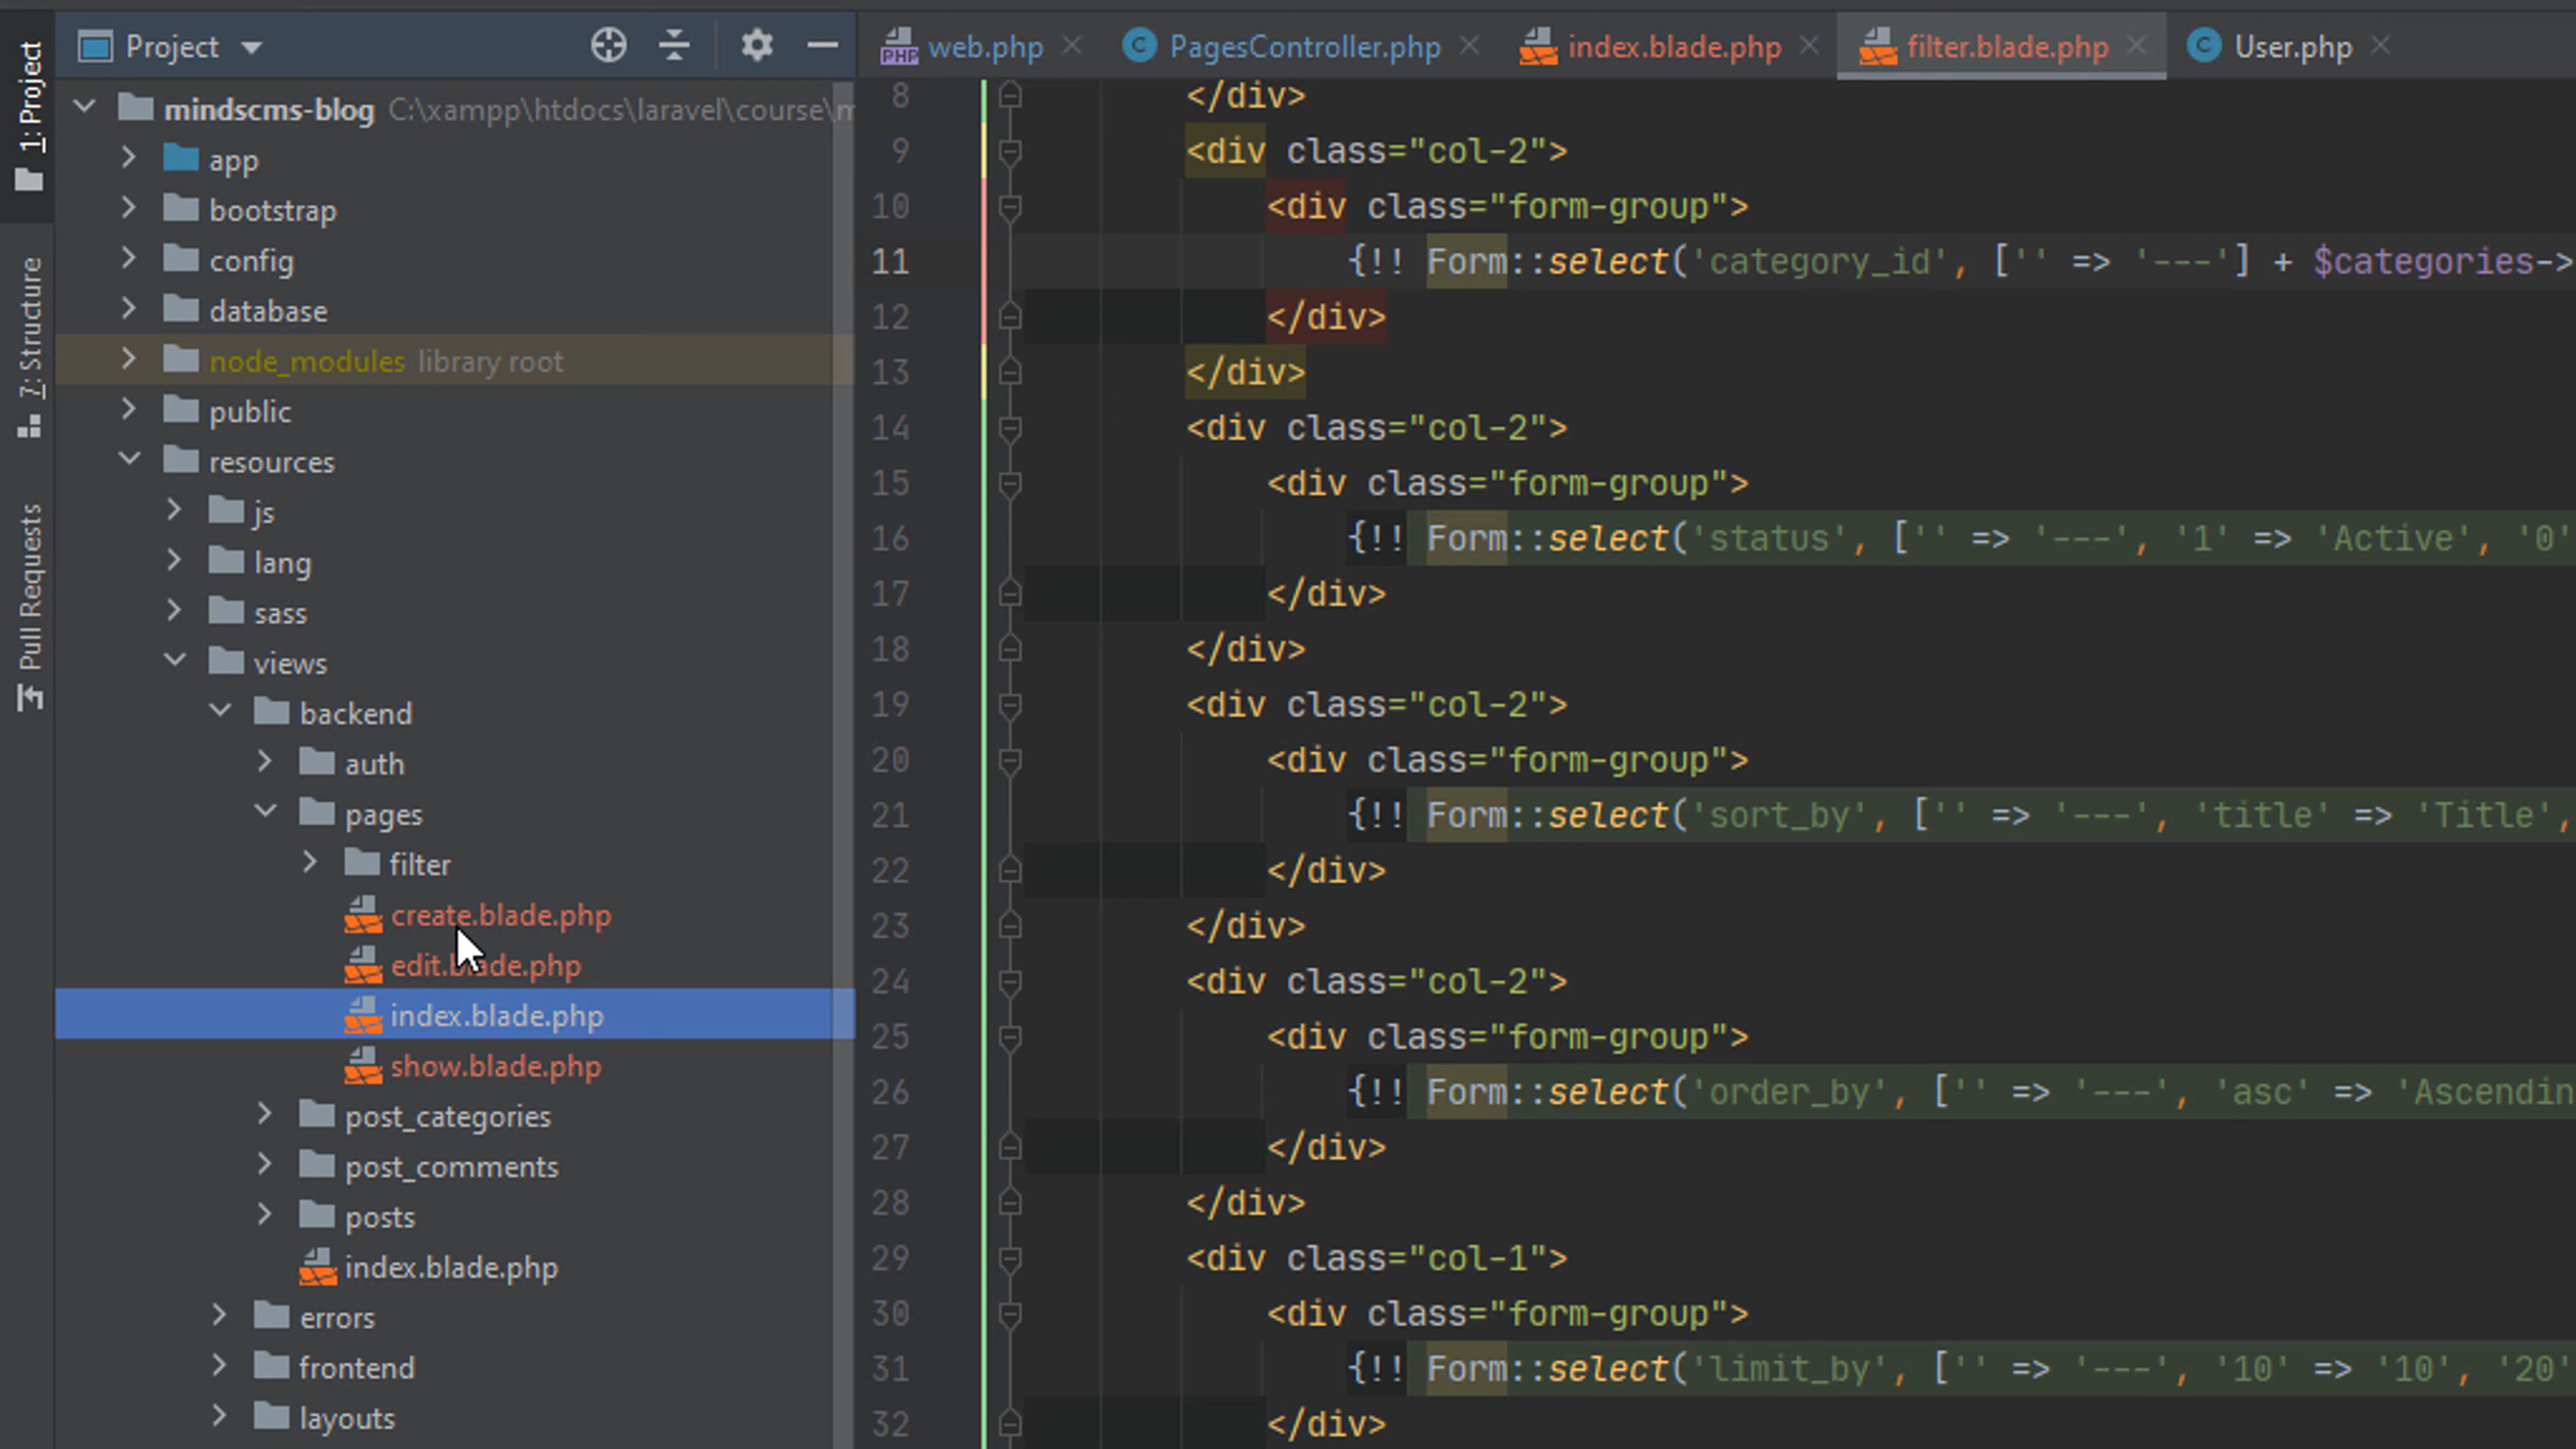 1: Project
7: Structure
Pull Requests
Project
mindscms-blog C:\xampp\htdocs\laravel\course\m
app
bootstrap
config
database
node_modules library root
public
resources
js
lang
sass
views
backend
auth
pages
filter
create.blade.php
edit.blade.php
index.blade.php
show.blade.php
post_categories
post_comments
posts
index.blade.php
errors
frontend
layouts
web.php
PagesController.php
index.blade.php
filter.blade.php
User.php
8 </div>
9 <div class="col-2">
10 <div class="form-group">
11 {!! Form::select('category_id', ['' => '---'] + $categories->
12 </div>
13 </div>
14 <div class="col-2">
15 <div class="form-group">
16 {!! Form::select('status', ['' => '---', '1' => 'Active', '0'
17 </div>
18 </div>
19 <div class="col-2">
20 <div class="form-group">
21 {!! Form::select('sort_by', ['' => '---', 'title' => 'Title',
22 </div>
23 </div>
24 <div class="col-2">
25 <div class="form-group">
26 {!! Form::select('order_by', ['' => '---', 'asc' => 'Ascendin
27 </div>
28 </div>
29 <div class="col-1">
30 <div class="form-group">
31 {!! Form::select('limit_by', ['' => '---', '10' => '10', '20'
32 </div>